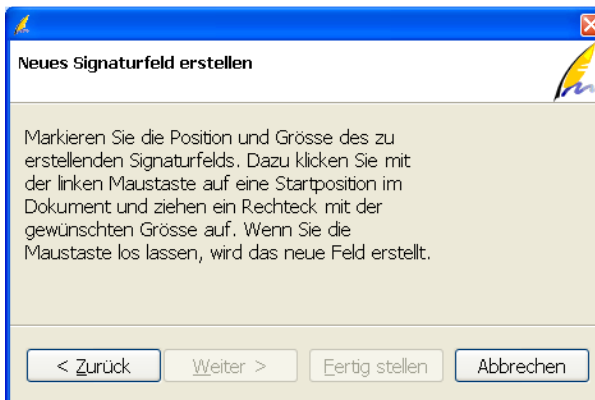 Neues Signaturfeld erstellen
Markieren Sie die Position und Grösse des zu
erstellenden Signaturfelds. Dazu klicken Sie mit
der linken Maustaste auf eine Startposition im
Dokument und ziehen ein Rechteck mit der
gewünschten Grösse auf. Wenn Sie die
Maustaste los lassen, wird das neue Feld erstellt.
< Zurück
Weiter >
Fertig stellen
Abbrechen